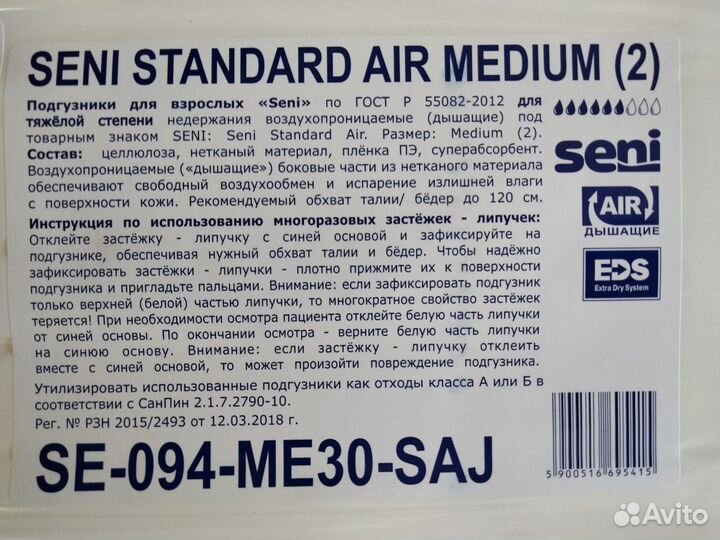 SENI STANDARD AIR MEDIUM (2)
Подгузники для взрослых «Seni» по ГОСТ Р 55082-2012 для
тяжёлой степени недержания воздухопроницаемые (дышащие) под
товарным знаком SENI: Seni Standard Air. Размер: Medium (2).
Состав: целлюлоза, нетканый материал, плёнка ПЭ, суперабсорбент.
Воздухопроницаемые («дышащие») боковые части из нетканого материала
обеспечивают свободный воздухообмен и испарение излишней влаги
с поверхности кожи. Рекомендуемый обхват талии/ бёдер до 120 см.
seni
AIR
ДЫШАЩИЕ
EDS
Extra Dry System
Инструкция по использованию многоразовых застёжек - липучек:
Отклейте застёжку - липучку с синей основой и зафиксируйте на
подгузнике, обеспечивая нужный обхват талии и бёдер. Чтобы надёжно
зафиксировать застёжки - липучки - плотно прижмите их к поверхности
подгузника и пригладьте пальцами. Внимание: если зафиксировать подгузник
только верхней (белой) частью липучки, то многократное свойство застёжек
теряется! При необходимости осмотра пациента отклейте белую часть липучки
от синей основы. По окончании осмотра - верните белую часть липучки
на синюю основу. Внимание: если застёжку - липучку отклеить
вместе с синей основой, то может произойти повреждение подгузника.
Утилизировать использованные подгузники как отходы класса А или Б в
соответствии с СанПин 2.1.7.2790-10.
Рег. № РЗН 2015/2493 от 12.03.2018 г.
SE-094-ME30-SAJ
5 900516 695415
Avito